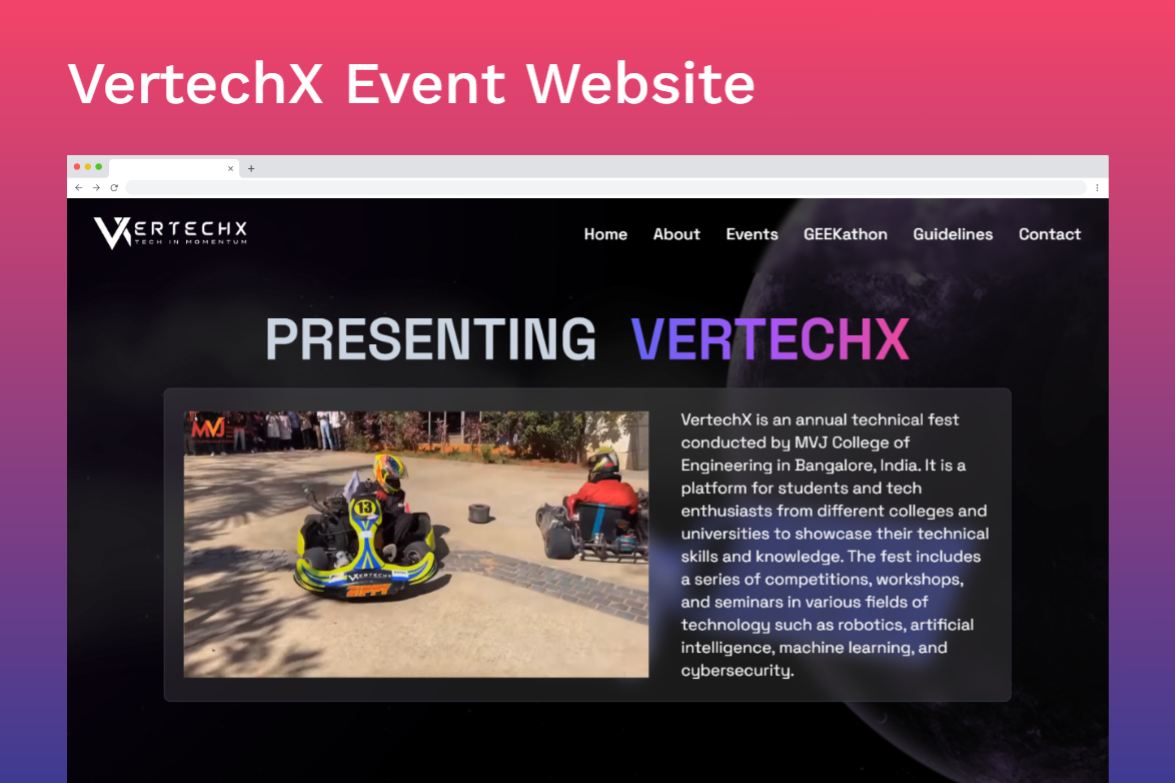 VertechX Event Website
VERTECHX
TECH IN MOMENTUM
Home About Events GEEKathon Guidelines Contact
PRESENTING VERTECHX
MVJ
13
VERTECHX
VertechX is an annual technical fest
conducted by MVJ College of
Engineering in Bangalore, India. It is a
platform for students and tech
enthusiasts from different colleges and
universities to showcase their technical
skills and knowledge. The fest includes
a series of competitions, workshops,
and seminars in various fields of
technology such as robotics, artificial
intelligence, machine learning, and
cybersecurity.